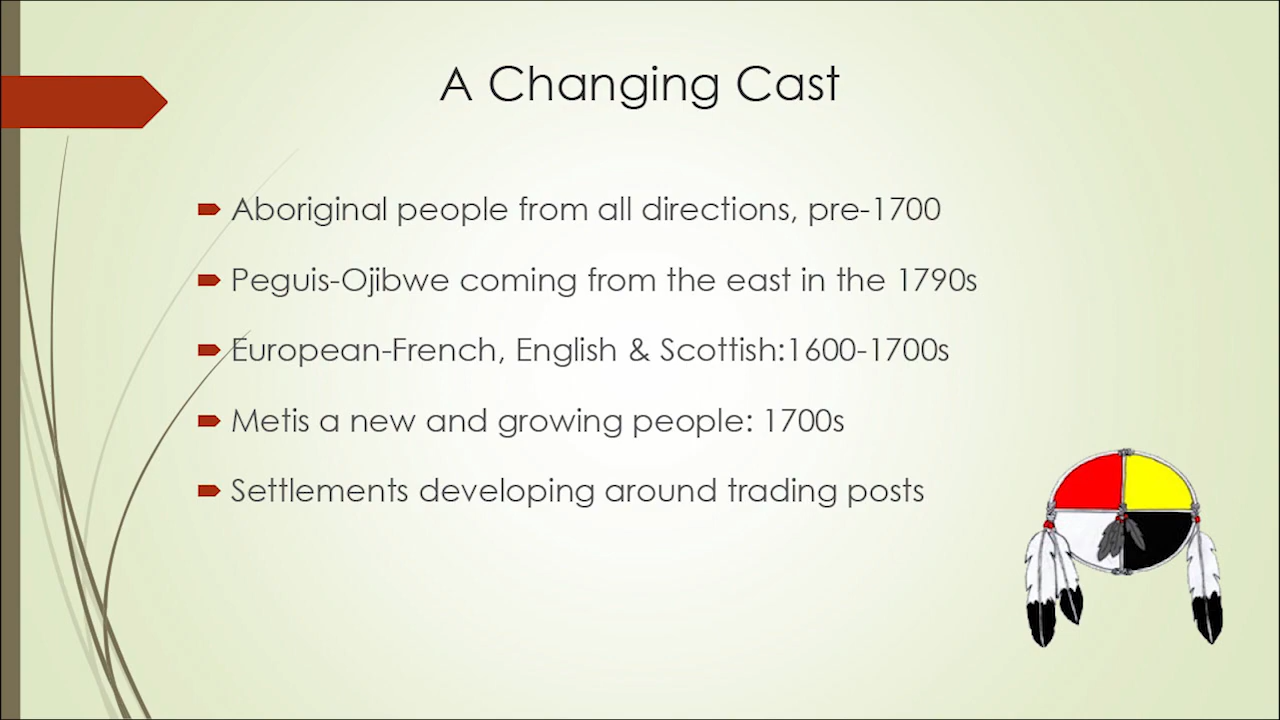 A Changing Cast
Aboriginal people from all directions, pre-1700
Peguis-Ojibwe coming from the east in the 1790s
European-French, English & Scottish:1600-1700s
Metis a new and growing people: 1700s
Settlements developing around trading posts